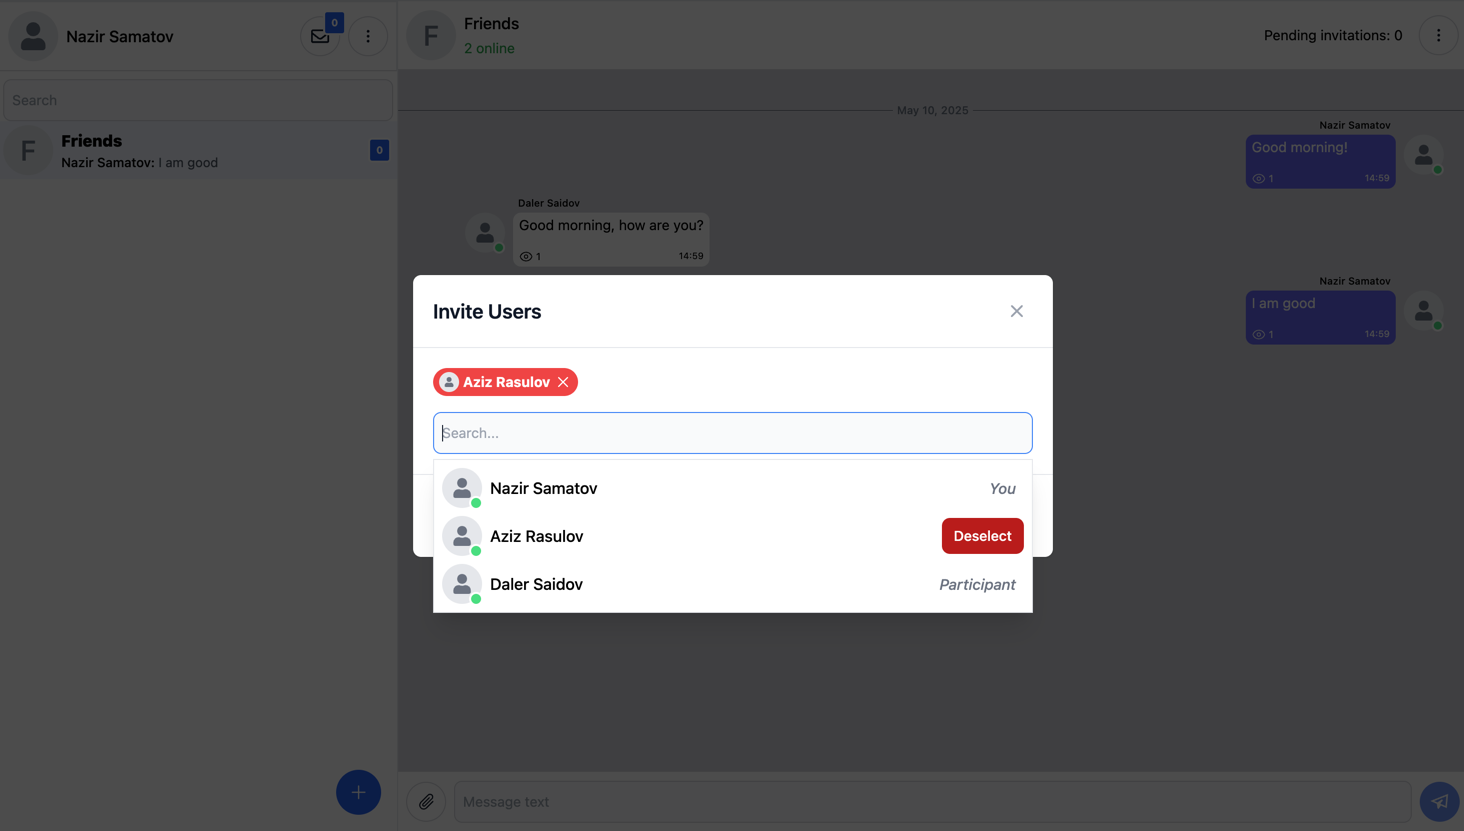 Nazir Samatov
0
Search
F
Friends
Nazir Samatov: I am good
0
F
Friends
2 online
Pending invitations: 0
May 10, 2025
Nazir Samatov
Good morning!
1 14:59
Daler Saidov
Good morning, how are you?
1 14:59
Nazir Samatov
I am good
1 14:59
Invite Users
Aziz Rasulov
Search...
Nazir Samatov You
Aziz Rasulov Deselect
Daler Saidov Participant
Message text